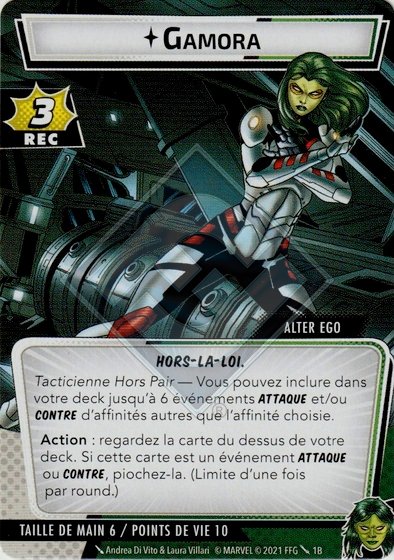 GAMORA
3
REC
ALTER EGO
HORS-LA-LOI.
Tacticienne Hors Pair — Vous pouvez inclure dans
votre deck jusqu'à 6 événements ATTAQUE et/ou
CONTRE d'affinités autres que l'affinité choisie.
Action : regardez la carte du dessus de votre
deck. Si cette carte est un événement ATTAQUE
ou CONTRE, piochez-la. (Limite d'une fois
par round.)
TAILLE DE MAIN 6 / POINTS DE VIE 10
Andrea Di Vito & Laura Villari © MARVEL © 2021 FFG 1B